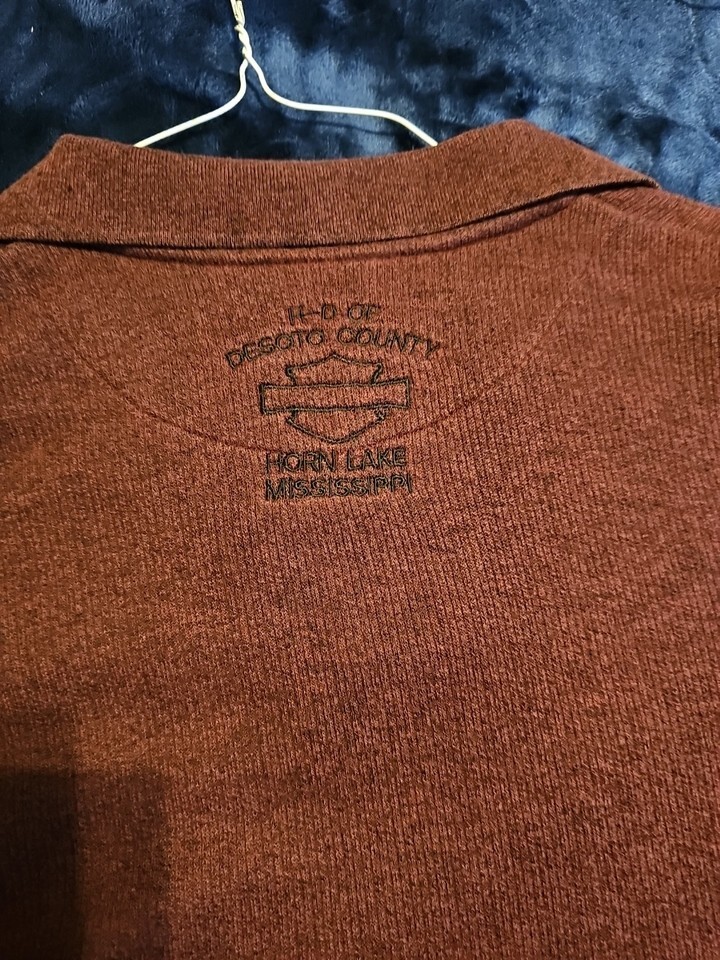 H-D OF
DESOTO COUNTY
HORN LAKE
MISSISSIPPI